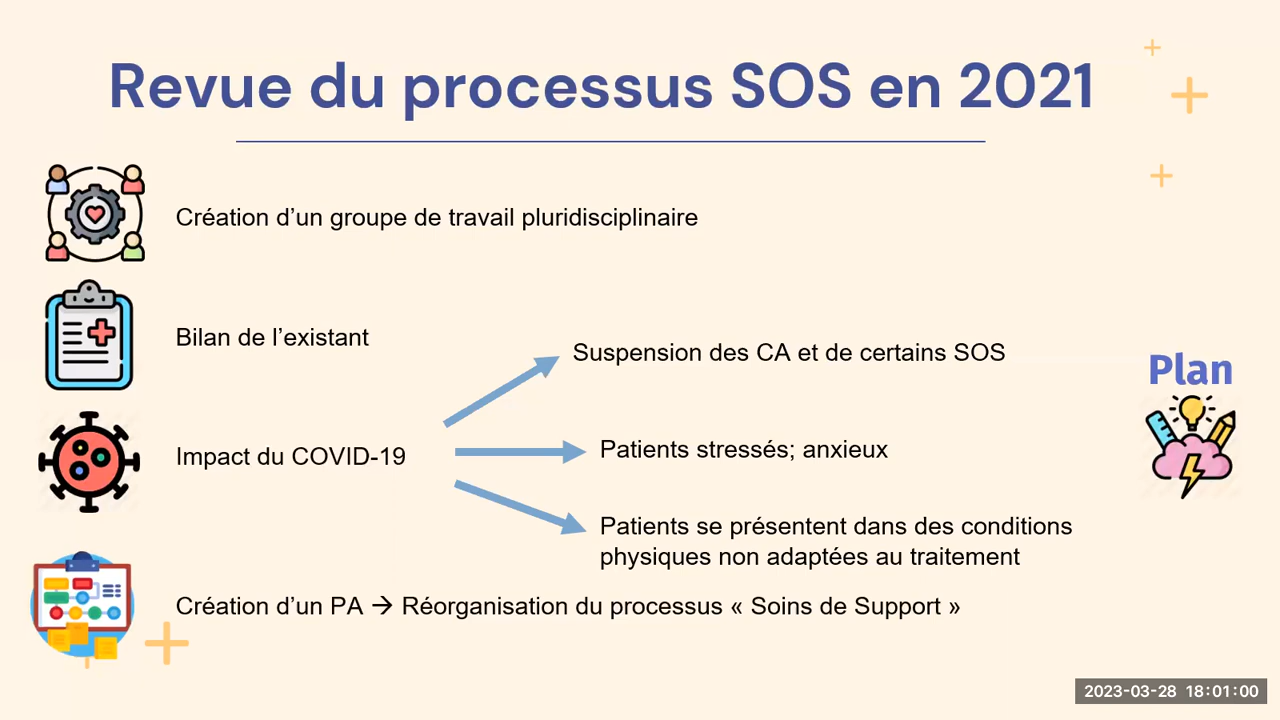 Revue du processus SOS en 2021
Création d’un groupe de travail pluridisciplinaire
Bilan de l’existant
Suspension des CA et de certains SOS
Plan
Impact du COVID-19
Patients stressés; anxieux
Patients se présentent dans des conditions
physiques non adaptées au traitement
Création d’un PA → Réorganisation du processus « Soins de Support »
2023-03-28 18:01:00